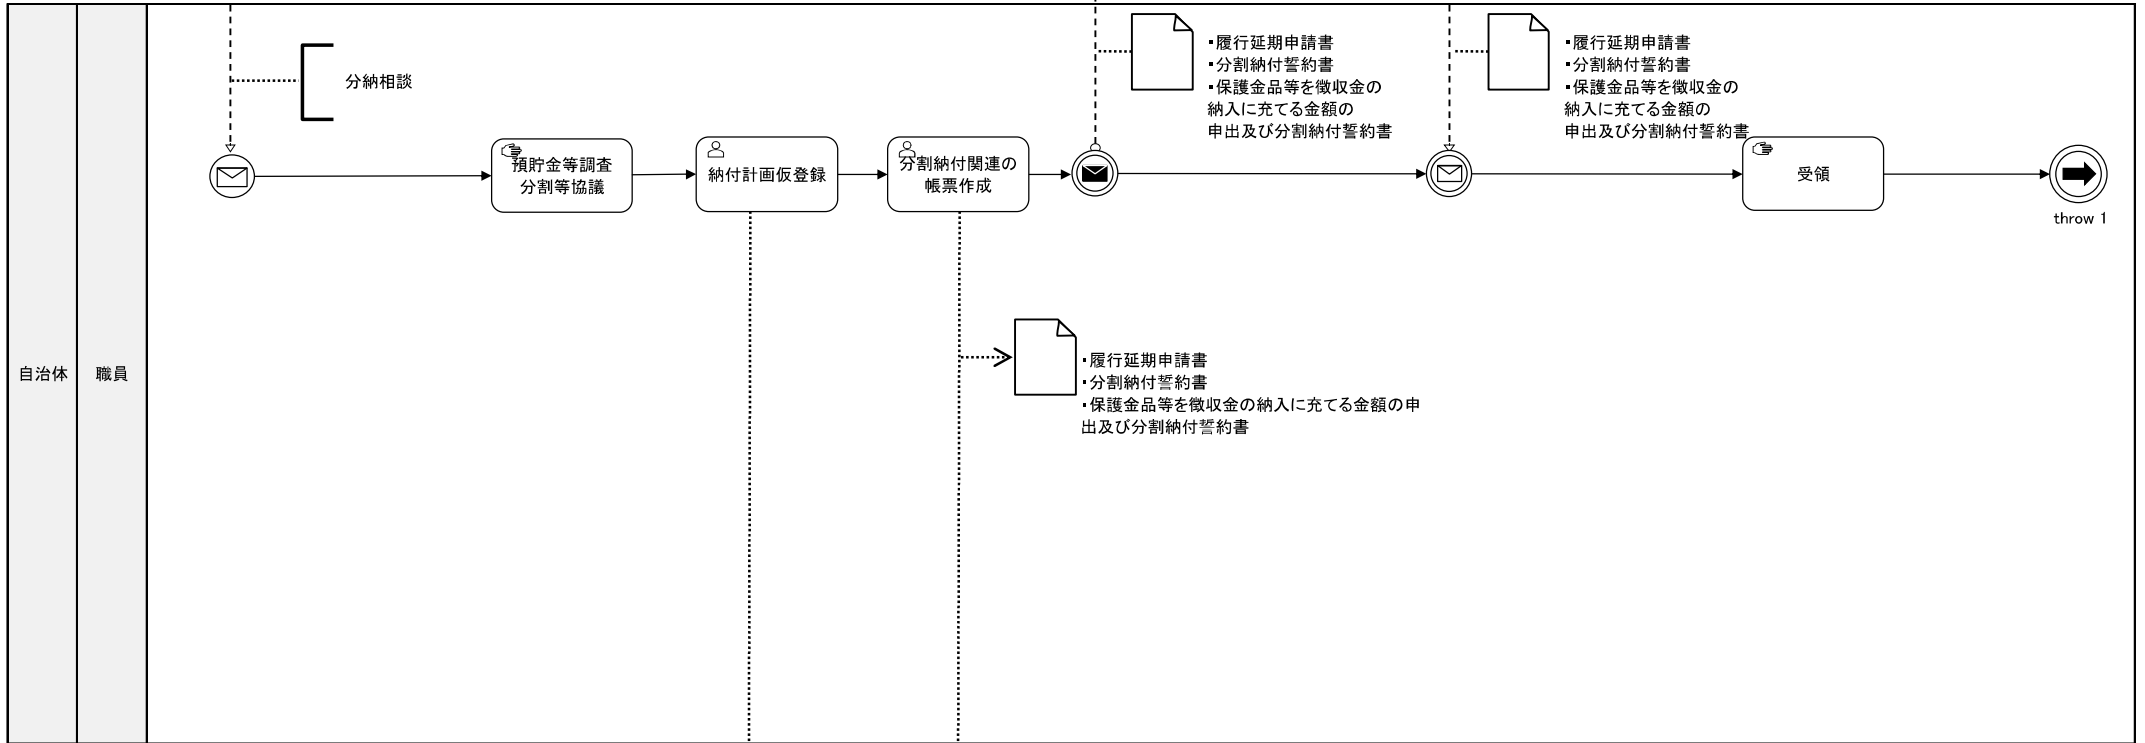 ・履行延期申請書
・分割納付誓約書
・保護金品等を徴収金の
納入に充てる金額の
申出及び分割納付誓約書
・履行延期申請書
・分割納付誓約書
・保護金品等を徴収金の
納入に充てる金額の
申出及び分割納付誓約書
分納相談
預貯金等調査
分割等協議
納付計画仮登録
分割納付関連の
帳票作成
受領
throw 1
自治体
職員
・履行延期申請書
・分割納付誓約書
・保護金品等を徴収金の納入に充てる金額の申
出及び分割納付誓約書